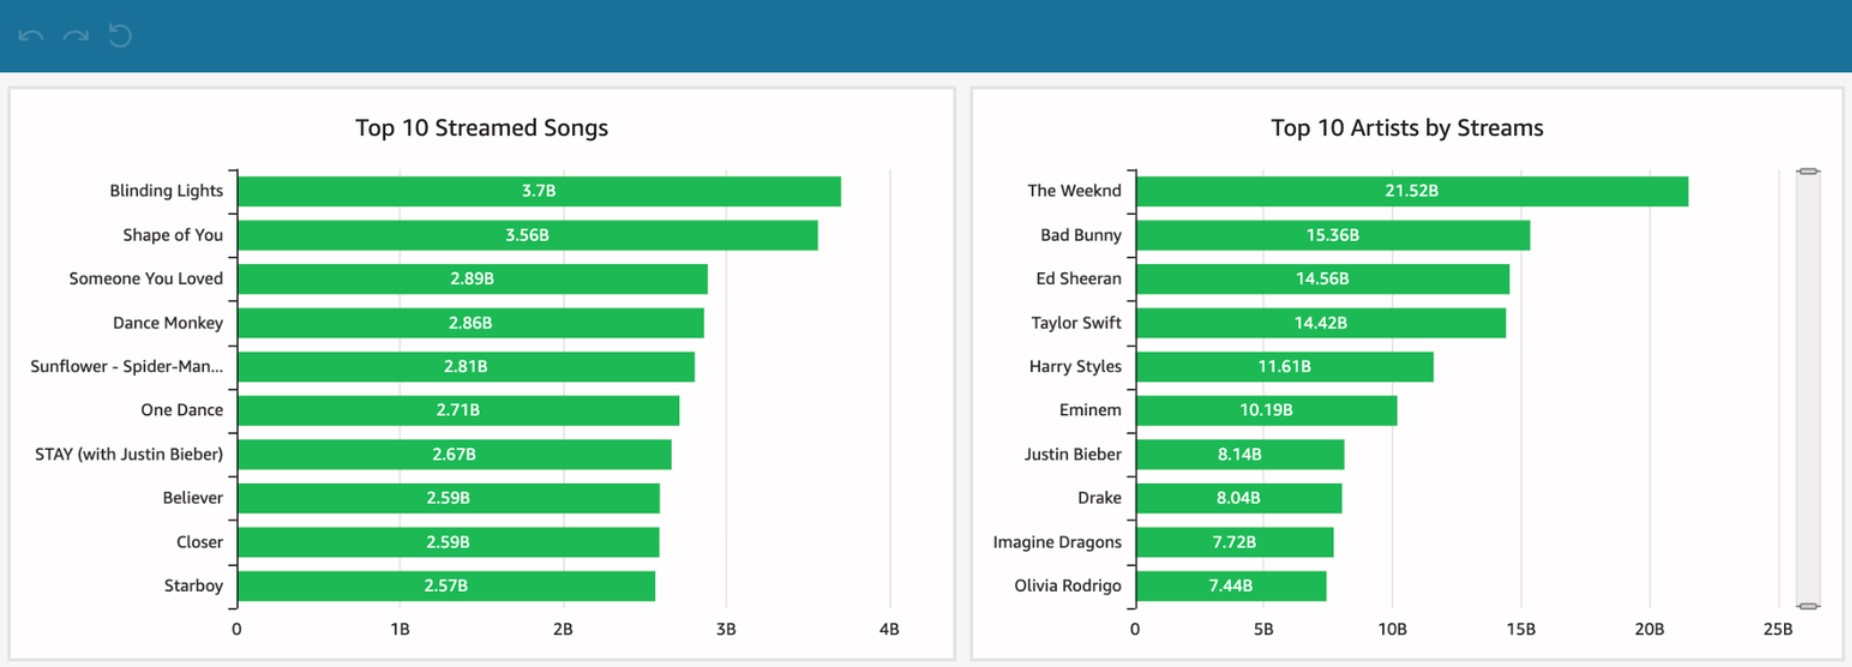 Top 10 Streamed Songs
Blinding Lights 3.7B
Shape of You 3.56B
Someone You Loved 2.89B
Dance Monkey 2.86B
Sunflower - Spider-Man... 2.81B
One Dance 2.71B
STAY (with Justin Bieber) 2.67B
Believer 2.59B
Closer 2.59B
Starboy 2.57B
0 1B 2B 3B 4B
Top 10 Artists by Streams
The Weeknd 21.52B
Bad Bunny 15.36B
Ed Sheeran 14.56B
Taylor Swift 14.42B
Harry Styles 11.61B
Eminem 10.19B
Justin Bieber 8.14B
Drake 8.04B
Imagine Dragons 7.72B
Olivia Rodrigo 7.44B
0 5B 10B 15B 20B 25B